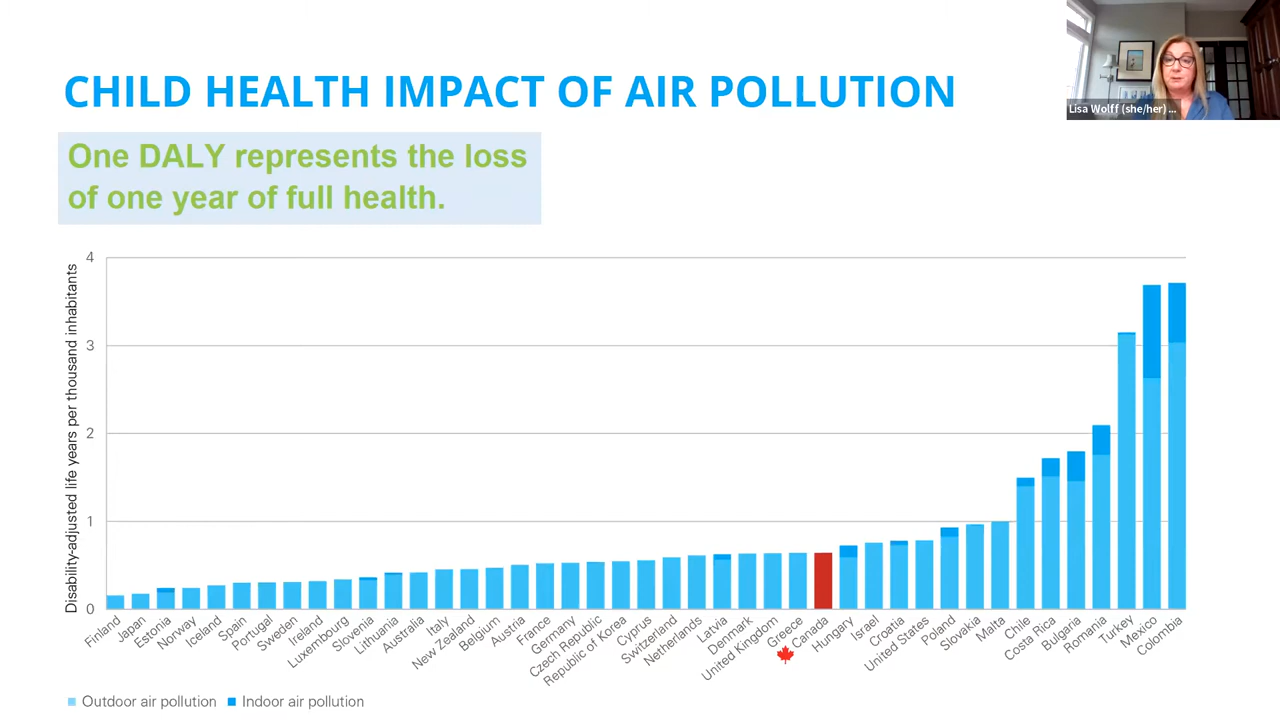 CHILD HEALTH IMPACT OF AIR POLLUTION
Lisa Wolff (she/her) ...
One DALY represents the loss
of one year of full health.
Disability-adjusted life years per thousand inhabitants
4
3
2
1
0
Finland
Japan
Estonia
Norway
Iceland
Spain
Portugal
Sweden
Ireland
Luxembourg
Slovenia
Lithuania
Australia
Italy
New Zealand
Belgium
Austria
France
Germany
Czech Republic
Republic of Korea
Cyprus
Switzerland
Netherlands
Latvia
Denmark
United Kingdom
Greece
Canada
Hungary
Israel
Croatia
United States
Poland
Slovakia
Malta
Chile
Costa Rica
Bulgaria
Romania
Turkey
Mexico
Colombia
Outdoor air pollution
Indoor air pollution